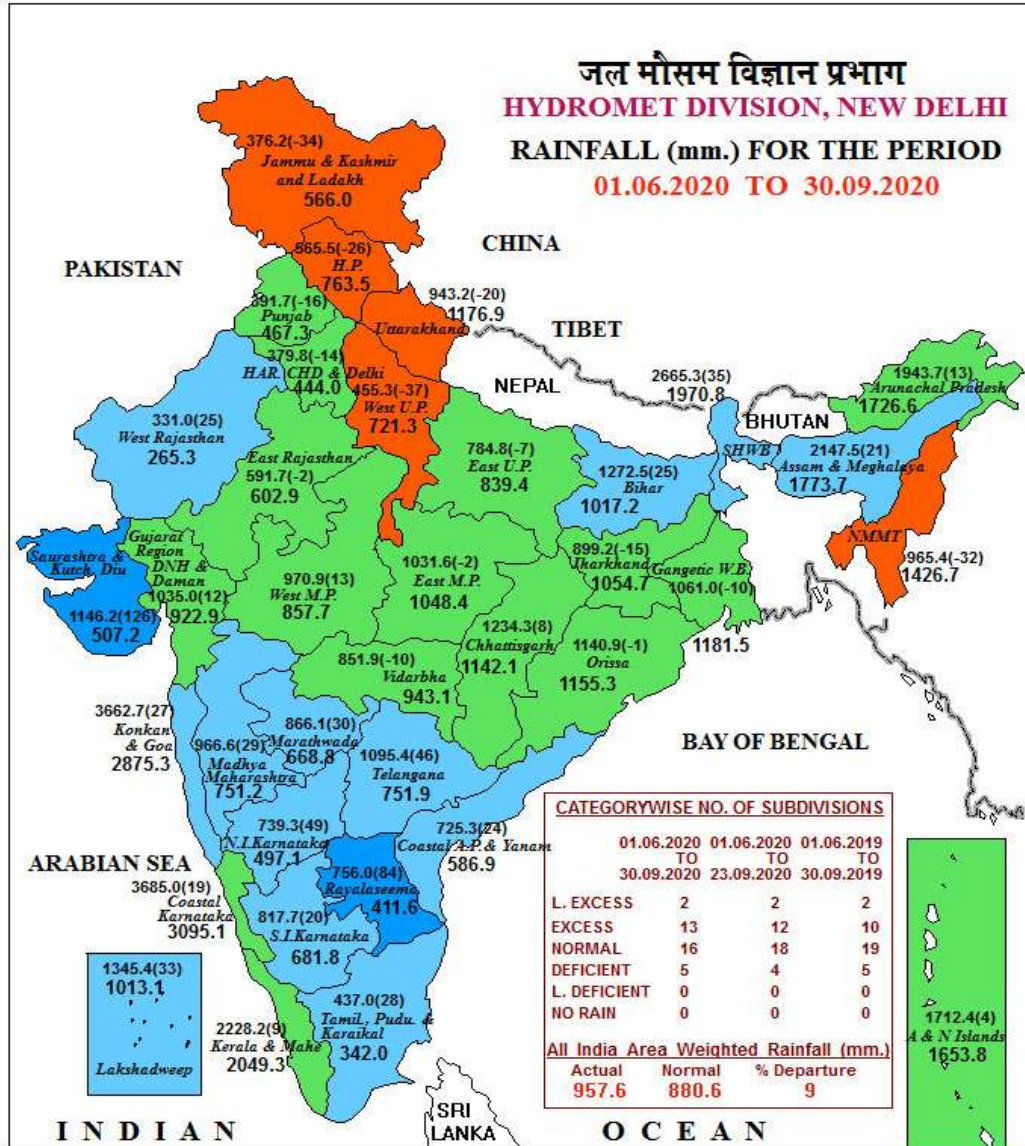 जल मौसम विज्ञान प्रभाग
HYDROMET DIVISION, NEW DELHI
RAINFALL (mm.) FOR THE PERIOD
01.06.2020 TO 30.09.2020
376.2(-34)
Jammu & Kashmir
and Ladakh
566.0
CHINA
PAKISTAN
565.5(-26)
H.P.
763.5
943.2(-20)
1176.9
Uttarakhand
TIBET
391.7(-16)
Punjab
467.3
379.8(-14)
HAR. CHD & Delhi
444.0
455.3(-37)
West U.P.
721.3
NEPAL
2665.3(35)
1970.8
SHWB
BHUTAN
1943.7(13)
Arunachal Pradesh
1726.6
331.0(25)
West Rajasthan
265.3
East Rajasthan
591.7(-2)
602.9
784.8(-7)
East U.P.
839.4
1272.5(25)
Bihar
1017.2
2147.5(21)
Assam & Meghalaya
1773.7
NMMT
965.4(-32)
1426.7
Saurashtra &
Kutch, Diu
1146.2(126)
507.2
Gujarat
Region
DNH &
Daman
1035.0(12)
922.9
970.9(13)
West M.P.
857.7
1031.6(-2)
East M.P.
1048.4
899.2(-15)
Jharkhand
1054.7
Gangetic W.B.
1061.0(-10)
1181.5
1234.3(8)
Chhattisgarh
1142.1
1140.9(-1)
Orissa
1155.3
851.9(-10)
Vidarbha
943.1
3662.7(27)
Konkan
& Goa
2875.3
966.6(29)
Madhya
Maharashtra
751.2
866.1(30)
Marathwada
668.8
1095.4(46)
Telangana
751.9
BAY OF BENGAL
739.3(49)
N.I.Karnataka
497.1
725.3(24)
Coastal A.P.& Yanam
586.9
ARABIAN SEA
756.0(84)
Rayalaseema
411.6
3685.0(19)
Coastal
Karnataka
3095.1
817.7(20)
S.I.Karnataka
681.8
1345.4(33)
1013.1
Lakshadweep
437.0(28)
Tamil., Pudu. &
Karaikal
342.0
2228.2(9)
Kerala & Mahe
2049.3
CATEGORYWISE NO. OF SUBDIVISIONS
01.06.2020 01.06.2020 01.06.2019
TO TO TO
30.09.2020 23.09.2020 30.09.2019
L. EXCESS 2 2 2
EXCESS 13 12 10
NORMAL 16 18 19
DEFICIENT 5 4 5
L. DEFICIENT 0 0 0
NO RAIN 0 0 0
All India Area Weighted Rainfall (mm.)
Actual Normal % Departure
957.6 880.6 9
1712.4(4)
A & N Islands
1653.8
SRI
LANKA
INDIAN OCEAN